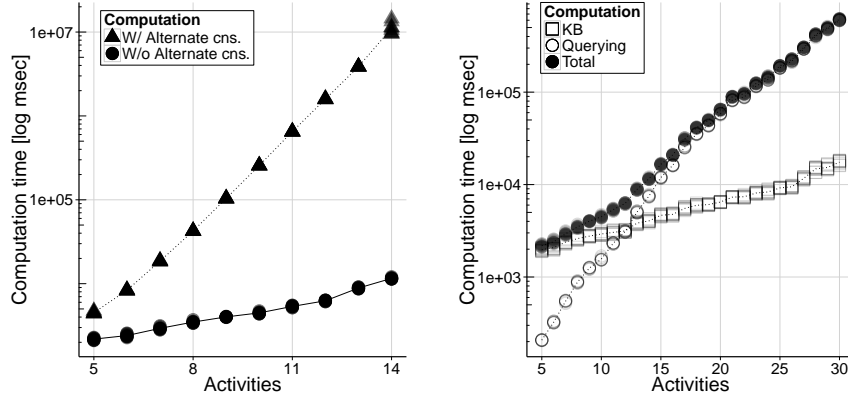 Computation
W/ Alternate cns.
W/o Alternate cns.
Computation time [log msec]
1e+07
1e+05
5
8
11
14
Activities
Computation
KB
Querying
Total
Computation time [log msec]
1e+05
1e+04
1e+03
5
10
15
20
25
30
Activities